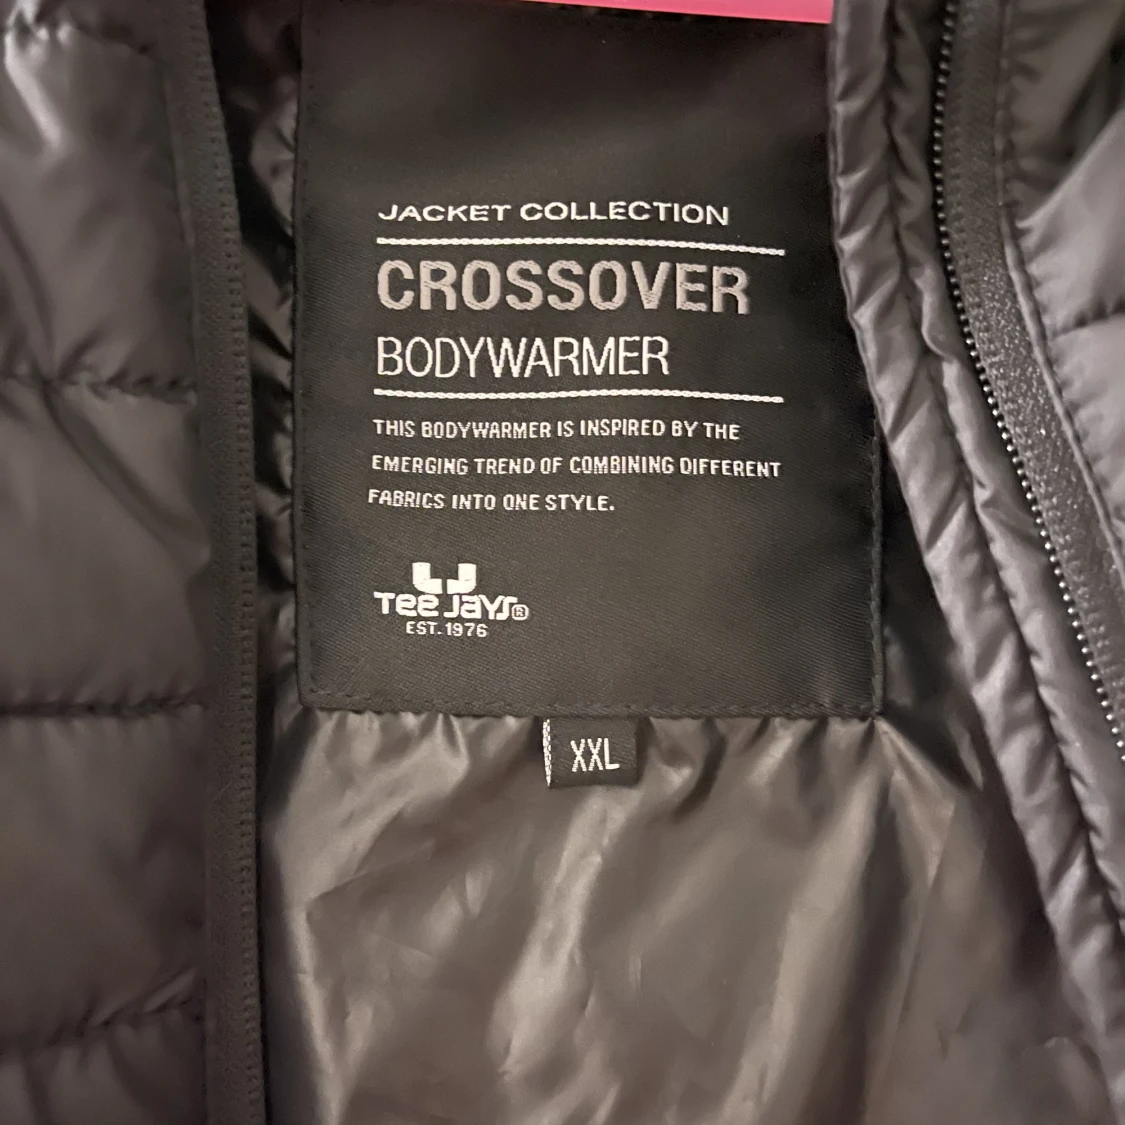 JACKET COLLECTION
CROSSOVER
BODYWARMER
THIS BODYWARMER IS INSPIRED BY THE
EMERGING TREND OF COMBINING DIFFERENT
FABRICS INTO ONE STYLE.
TJ
Tee Jays®
EST. 1976
XXL